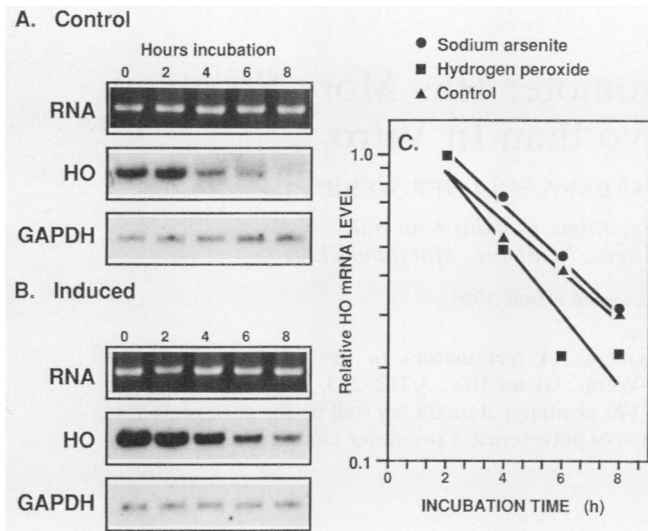 A. Control
Hours incubation
0 2 4 6 8
RNA
HO
GAPDH
B. Induced
0 2 4 6 8
RNA
HO
GAPDH
● Sodium arsenite
■ Hydrogen peroxide
Control
C.
1.0
0.1
Relative HO mRNA LEVEL
0 2 4 6 8
INCUBATION TIME (h)